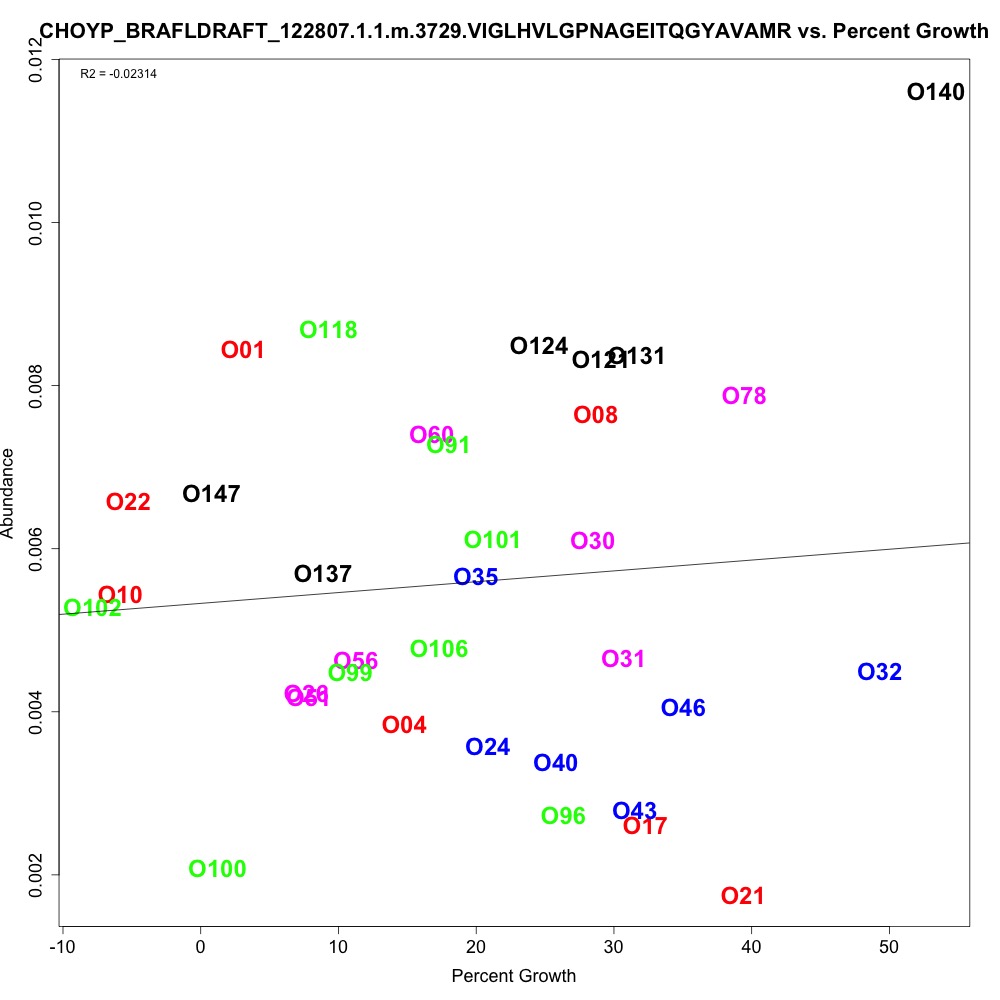 CHOYP_BRAFLDRAFT_122807.1.1.m.3729.VIGLHVLGPNAGEITQGYAVAMR vs. Percent Growth
R2 = -0.02314
0.012
O140
0.010
O118
O01
O124
O121
O131
0.008
O78
O08
O60
O91
O22
O147
O101
O30
0.006
O137
O35
O10
O102
O106
O56
O31
O99
O32
O51
O46
0.004
O04
O24
O40
O96
O43
O17
O100
0.002
O21
Abundance
-10 0 10 20 30 40 50
Percent Growth